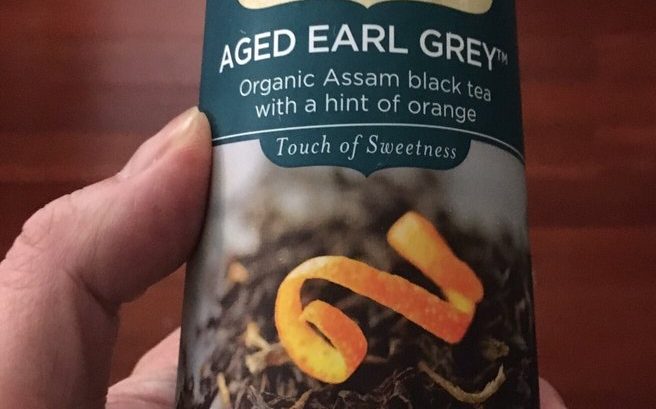 AGED EARL GREY™
Organic Assam black tea
with a hint of orange
Touch of Sweetness